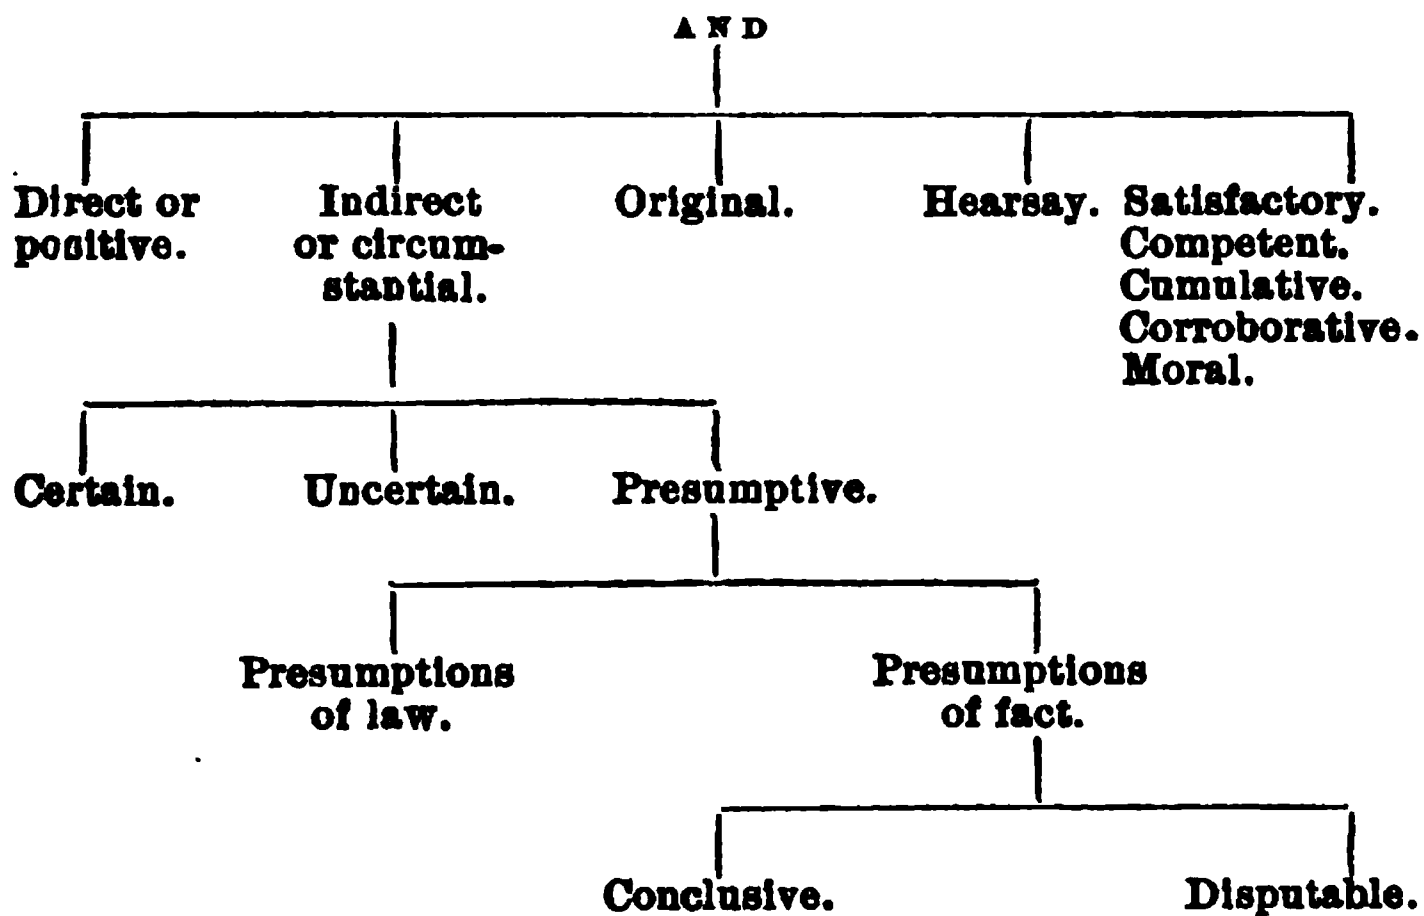 AND
Direct or
positive.
Indirect
or circum-
stantial.
Original.
Hearsay.
Satisfactory.
Competent.
Cumulative.
Corroborative.
Moral.
Certain.
Uncertain.
Presumptive.
Presumptions
of law.
Presumptions
of fact.
Conclusive.
Disputable.